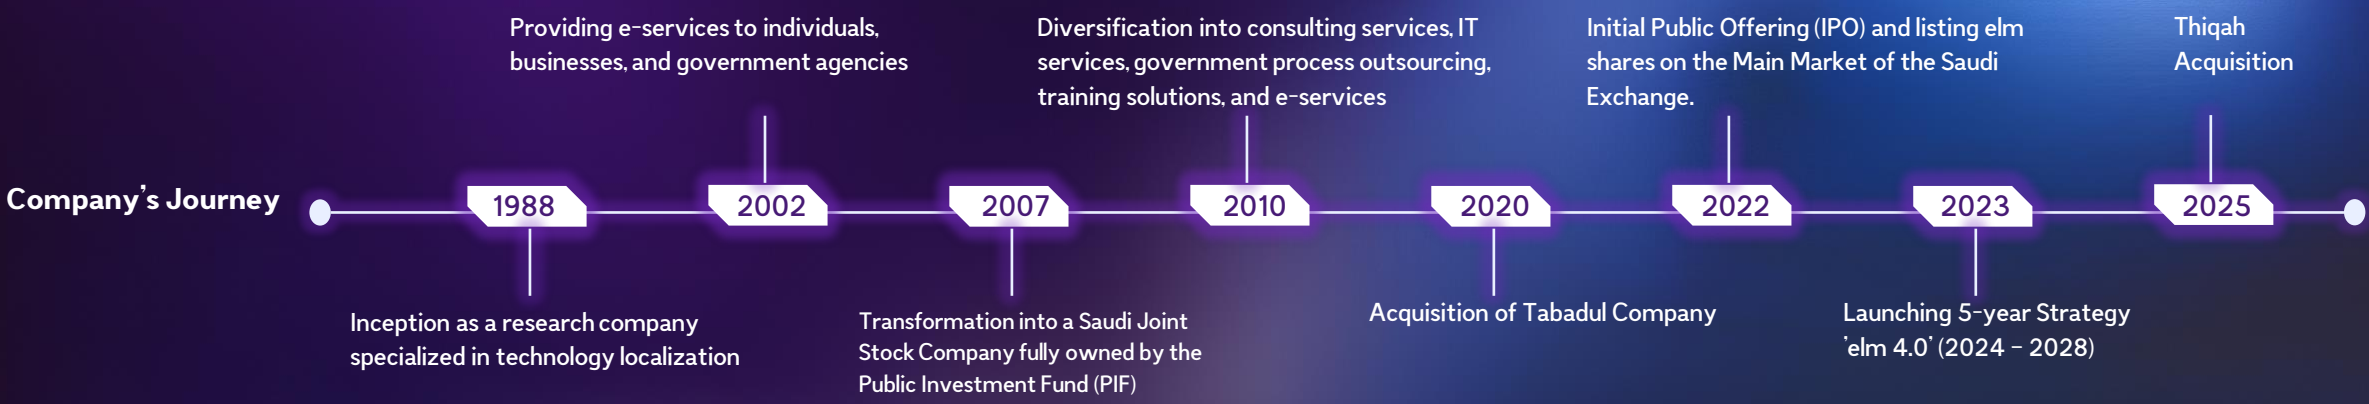 Company's Journey
1988
Inception as a research company
specialized in technology localization
2002
Providing e-services to individuals,
businesses, and government agencies
2007
Transformation into a Saudi Joint
Stock Company fully owned by the
Public Investment Fund (PIF)
2010
Diversification into consulting services, IT
services, government process outsourcing,
training solutions, and e-services
2020
Acquisition of Tabadul Company
2022
Initial Public Offering (IPO) and listing elm
shares on the Main Market of the Saudi
Exchange.
2023
Launching 5-year Strategy
'elm 4.0' (2024 – 2028)
2025
Thiqah
Acquisition